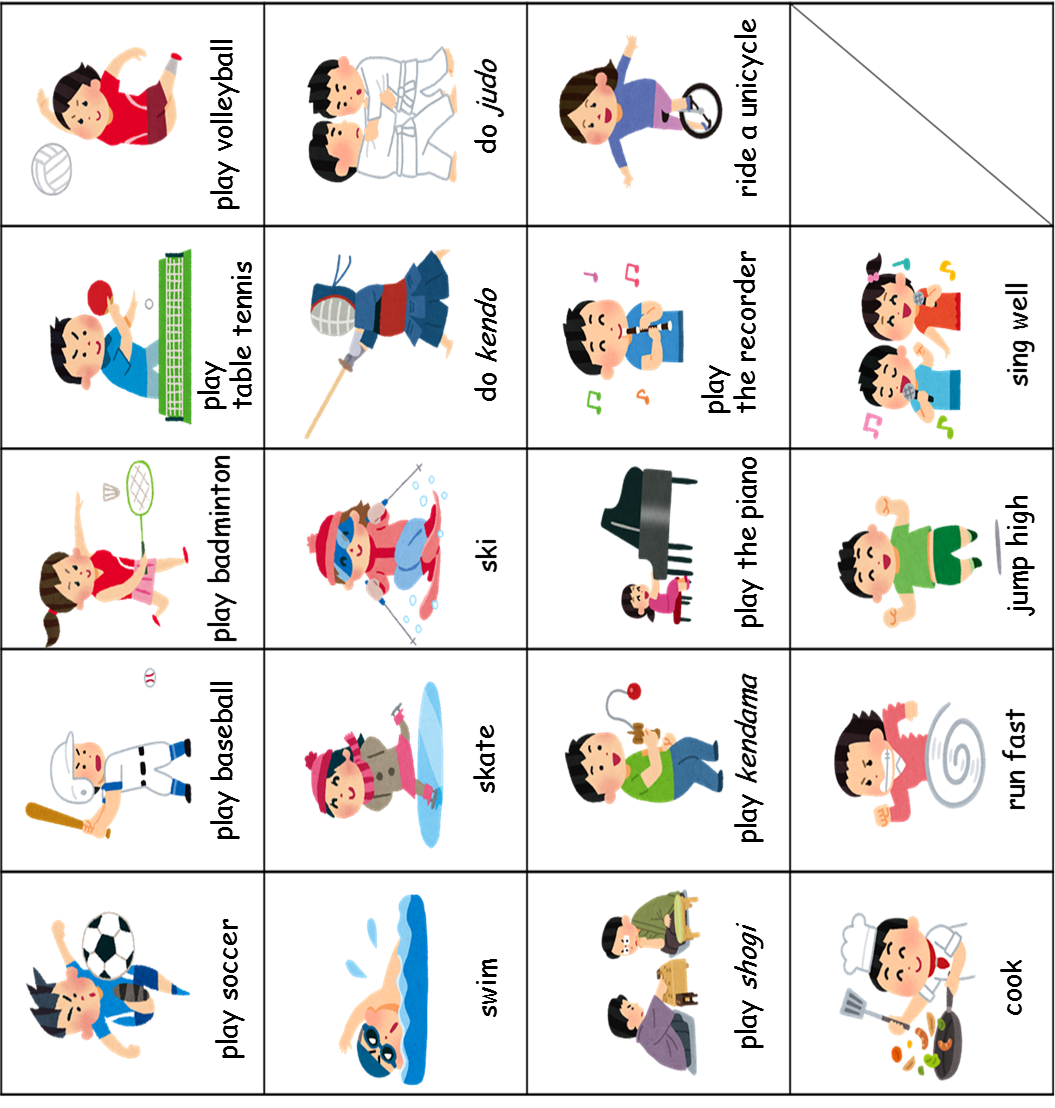 play soccer
play baseball
play badminton
play
table tennis
play volleyball
swim
skate
ski
do kendo
do judo
play shogi
play kendama
play the piano
play
the recorder
ride a unicycle
cook
run fast
jump high
sing well